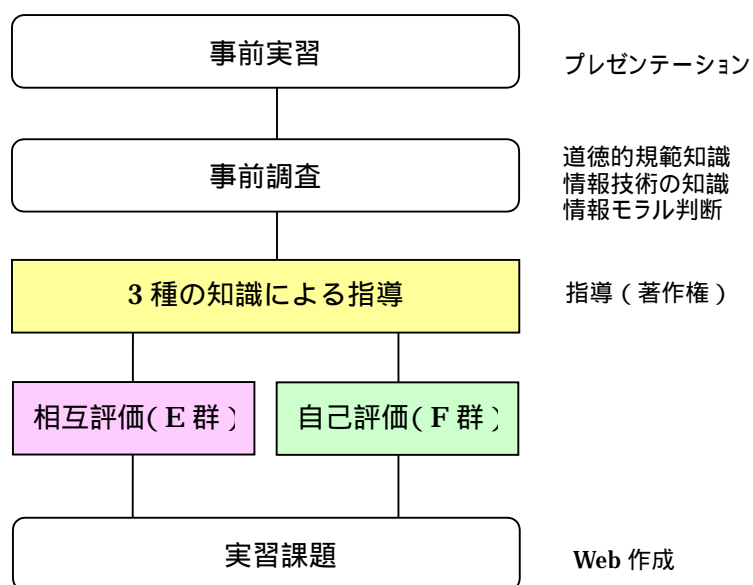 事前実習
プレゼンテーション
事前調査
道徳的規範知識
情報技術の知識
情報モラル判断
3 種の知識による指導
指導（著作権）
相互評価(E 群）
自己評価(F 群）
実習課題
Web 作成